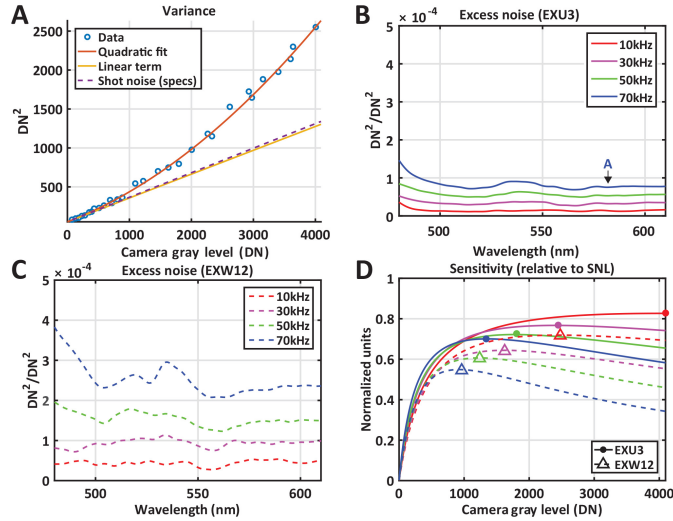 A
Variance
2500
2000
1500
1000
500
DN²
Data
Quadratic fit
Linear term
Shot noise (specs)
0
1000
2000
3000
4000
Camera gray level (DN)
B
5
× 10⁻⁴
Excess noise (EXU3)
4
3
2
1
0
DN²/DN²
10kHz
30kHz
50kHz
70kHz
A
500
550
600
Wavelength (nm)
C
5
× 10⁻⁴
Excess noise (EXW12)
4
3
2
1
0
DN²/DN²
10kHz
30kHz
50kHz
70kHz
500
550
600
Wavelength (nm)
D
Sensitivity (relative to SNL)
1
0.8
0.6
0.4
0.2
0
Normalized units
EXU3
EXW12
0
1000
2000
3000
4000
Camera gray level (DN)